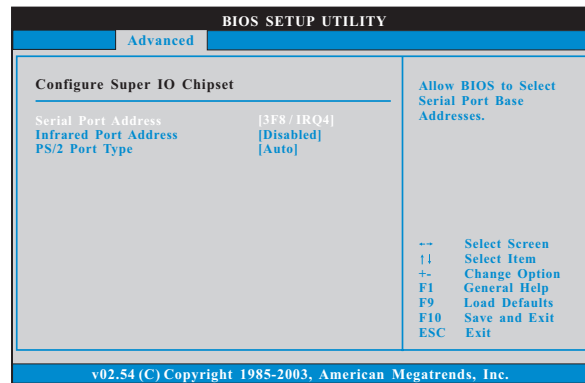 BIOS SETUP UTILITY
Advanced
Configure Super IO Chipset
Serial Port Address [3F8 / IRQ4]
Infrared Port Address [Disabled]
PS/2 Port Type [Auto]
Allow BIOS to Select
Serial Port Base
Addresses.
←→ Select Screen
↑↓ Select Item
+- Change Option
F1 General Help
F9 Load Defaults
F10 Save and Exit
ESC Exit
v02.54 (C) Copyright 1985-2003, American Megatrends, Inc.